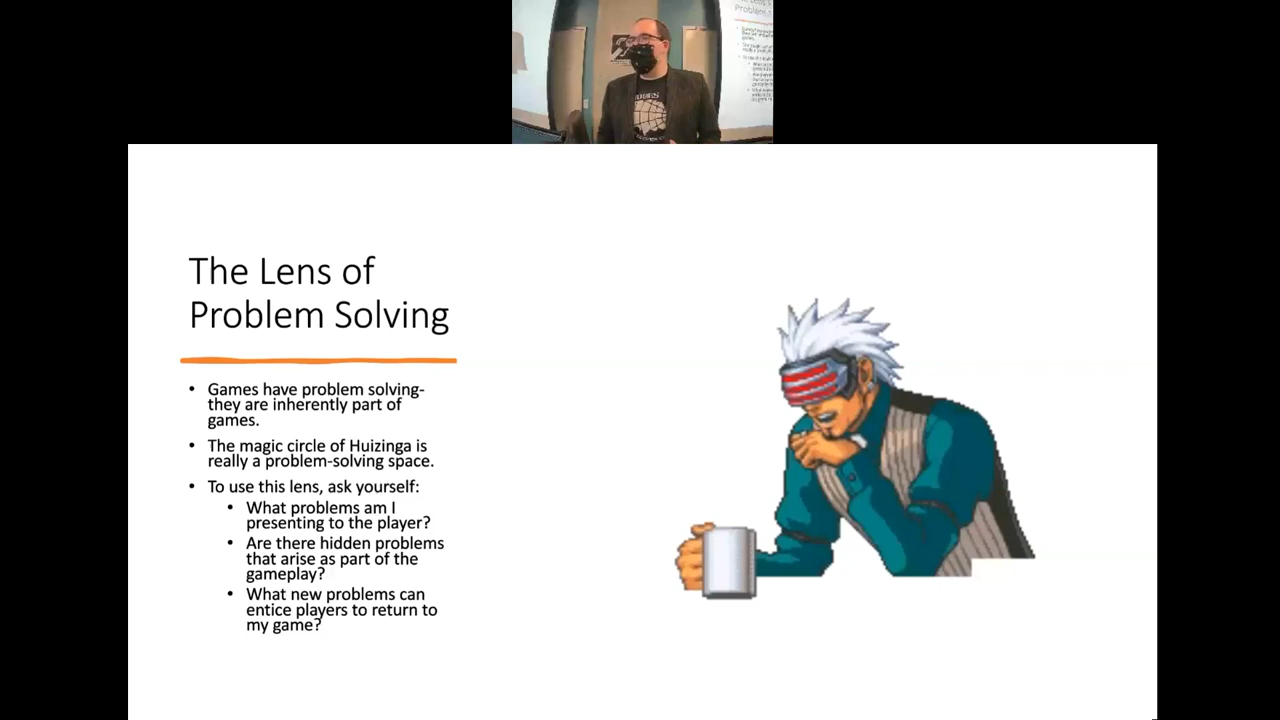 The Lens of
Problem Solving
• Games have problem solving-
they are inherently part of
games.
• The magic circle of Huizinga is
really a problem-solving space.
• To use this lens, ask yourself:
• What problems am I
presenting to the player?
• Are there hidden problems
that arise as part of the
gameplay?
• What new problems can
entice players to return to
my game?